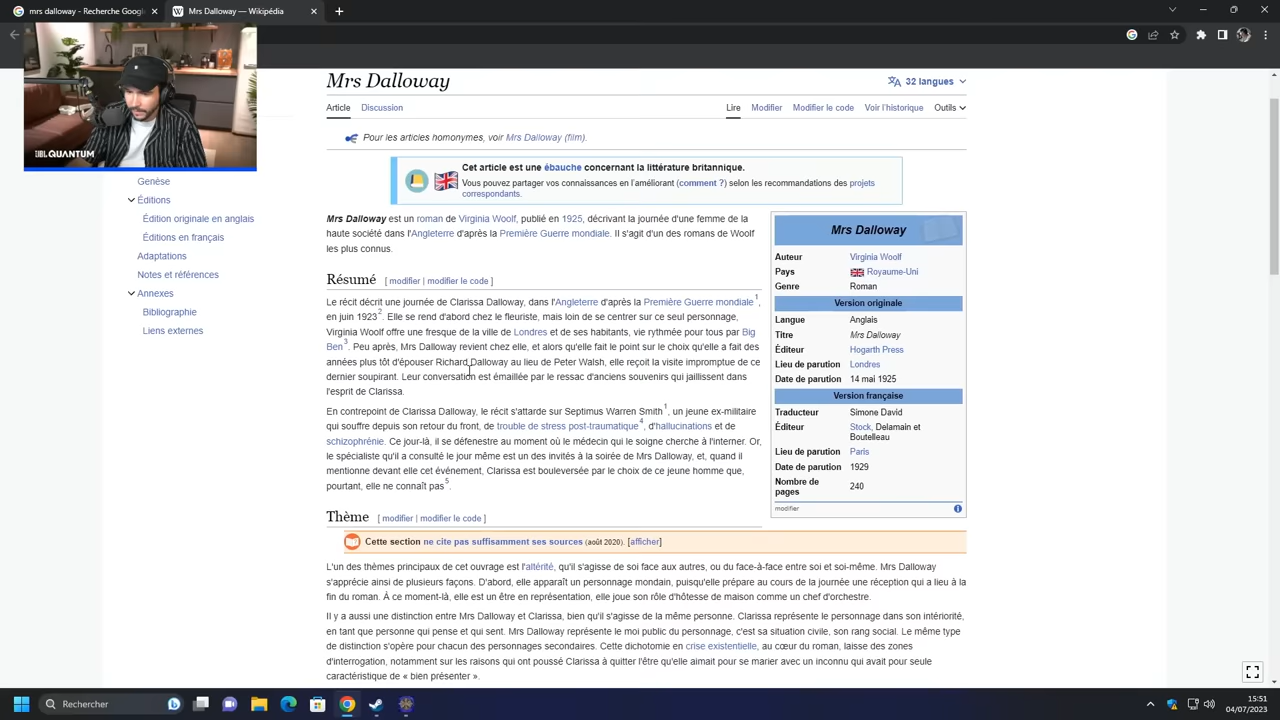 mrs dalloway - Recherche Google
Mrs Dalloway — Wikipédia
JBL QUANTUM
Mrs Dalloway
32 langues
Article Discussion
Lire Modifier Modifier le code Voir l'historique Outils
Pour les articles homonymes, voir Mrs Dalloway (film).
Cet article est une ébauche concernant la littérature britannique.
Vous pouvez partager vos connaissances en l'améliorant (comment ?) selon les recommandations des projets
correspondants.
Genèse
Éditions
Édition originale en anglais
Éditions en français
Adaptations
Notes et références
Annexes
Bibliographie
Liens externes
Mrs Dalloway est un roman de Virginia Woolf, publié en 1925, décrivant la journée d'une femme de la
haute société dans l'Angleterre d'après la Première Guerre mondiale. Il s'agit d'un des romans de Woolf
les plus connus.
Résumé [ modifier | modifier le code ]
Le récit décrit une journée de Clarissa Dalloway, dans l'Angleterre d'après la Première Guerre mondiale1,
en juin 19232. Elle se rend d'abord chez le fleuriste, mais loin de se centrer sur ce seul personnage,
Virginia Woolf offre une fresque de la ville de Londres et de ses habitants, vie rythmée pour tous par Big
Ben3. Peu après, Mrs Dalloway revient chez elle, et alors qu'elle fait le point sur le choix qu'elle a fait des
années plus tôt d'épouser Richard Dalloway au lieu de Peter Walsh, elle reçoit la visite impromptue de ce
dernier soupirant. Leur conversation est émaillée par le ressac d'anciens souvenirs qui jaillissent dans
l'esprit de Clarissa.
En contrepoint de Clarissa Dalloway, le récit s'attarde sur Septimus Warren Smith1, un jeune ex-militaire
qui souffre depuis son retour du front, de trouble de stress post-traumatique4, d'hallucinations et de
schizophrénie. Ce jour-là, il se défenestre au moment où le médecin qui le soigne cherche à l'interner. Or,
le spécialiste qu'il a consulté le jour même est un des invités à la soirée de Mrs Dalloway, et, quand il
mentionne devant elle cet événement, Clarissa est bouleversée par le choix de ce jeune homme que,
pourtant, elle ne connaît pas5.
Mrs Dalloway
Auteur Virginia Woolf
Pays Royaume-Uni
Genre Roman
Version originale
Langue Anglais
Titre Mrs Dalloway
Éditeur Hogarth Press
Lieu de parution Londres
Date de parution 14 mai 1925
Version française
Traducteur Simone David
Éditeur Stock, Delamain et
Boutelleau
Lieu de parution Paris
Date de parution 1929
Nombre de
pages 240
modifier
Thème [ modifier | modifier le code ]
Cette section ne cite pas suffisamment ses sources (août 2020). [afficher]
L'un des thèmes principaux de cet ouvrage est l'altérité, qu'il s'agisse de soi face aux autres, ou du face-à-face entre soi et soi-même. Mrs Dalloway
s'apprécie ainsi de plusieurs façons. D'abord, elle apparaît un personnage mondain, puisqu'elle prépare au cours de la journée une réception qui a lieu à la
fin du roman. À ce moment-là, elle est un être en représentation, elle joue son rôle d'hôtesse de maison comme un chef d'orchestre.
Il y a aussi une distinction entre Mrs Dalloway et Clarissa, bien qu'il s'agisse de la même personne. Clarissa représente le personnage dans son intériorité,
en tant que personne qui pense et qui sent. Mrs Dalloway représente le moi public du personnage, c'est sa situation civile, son rang social. Le même type
de distinction s'opère pour chacun des personnages secondaires. Cette dichotomie en crise existentielle, au cœur du roman, laisse des zones
d'interrogation, notamment sur les raisons qui ont poussé Clarissa à quitter l'être qu'elle aimait pour se marier avec un inconnu qui avait pour seule
caractéristique de « bien présenter ».
Rechercher
15:51
04/07/2023